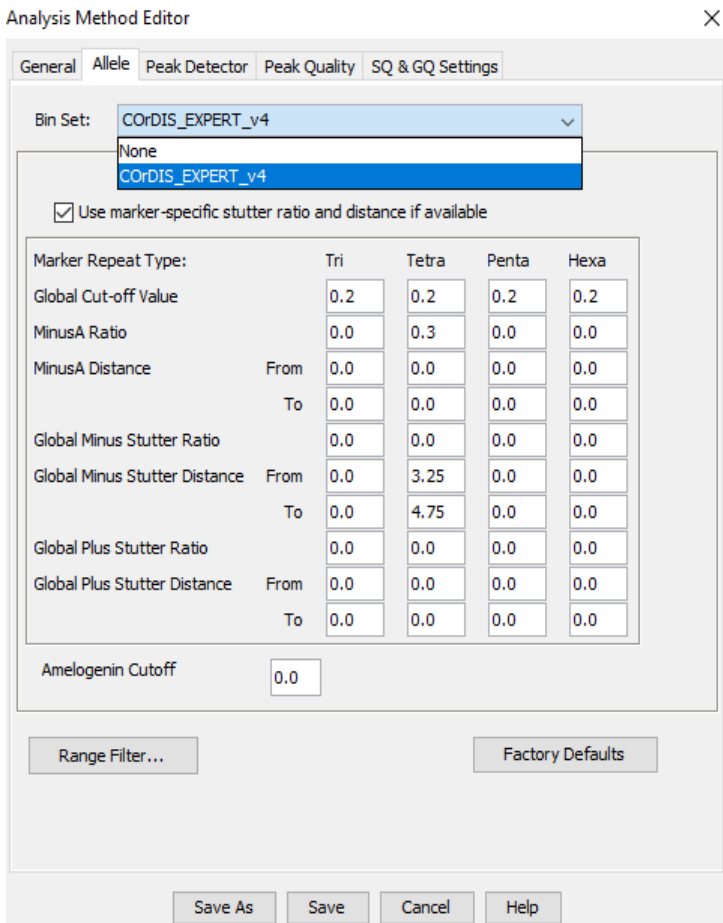 Analysis Method Editor
General Allele Peak Detector Peak Quality SQ & GQ Settings
Bin Set: COrDIS_EXPERT_v4
None
COrDIS_EXPERT_v4
Use marker-specific stutter ratio and distance if available
Marker Repeat Type: Tri Tetra Penta Hexa
Global Cut-off Value 0.2 0.2 0.2 0.2
MinusA Ratio 0.0 0.3 0.0 0.0
MinusA Distance From 0.0 0.0 0.0 0.0
To 0.0 0.0 0.0 0.0
Global Minus Stutter Ratio 0.0 0.0 0.0 0.0
Global Minus Stutter Distance From 0.0 3.25 0.0 0.0
To 0.0 4.75 0.0 0.0
Global Plus Stutter Ratio 0.0 0.0 0.0 0.0
Global Plus Stutter Distance From 0.0 0.0 0.0 0.0
To 0.0 0.0 0.0 0.0
Amelogenin Cutoff 0.0
Range Filter... Factory Defaults
Save As Save Cancel Help